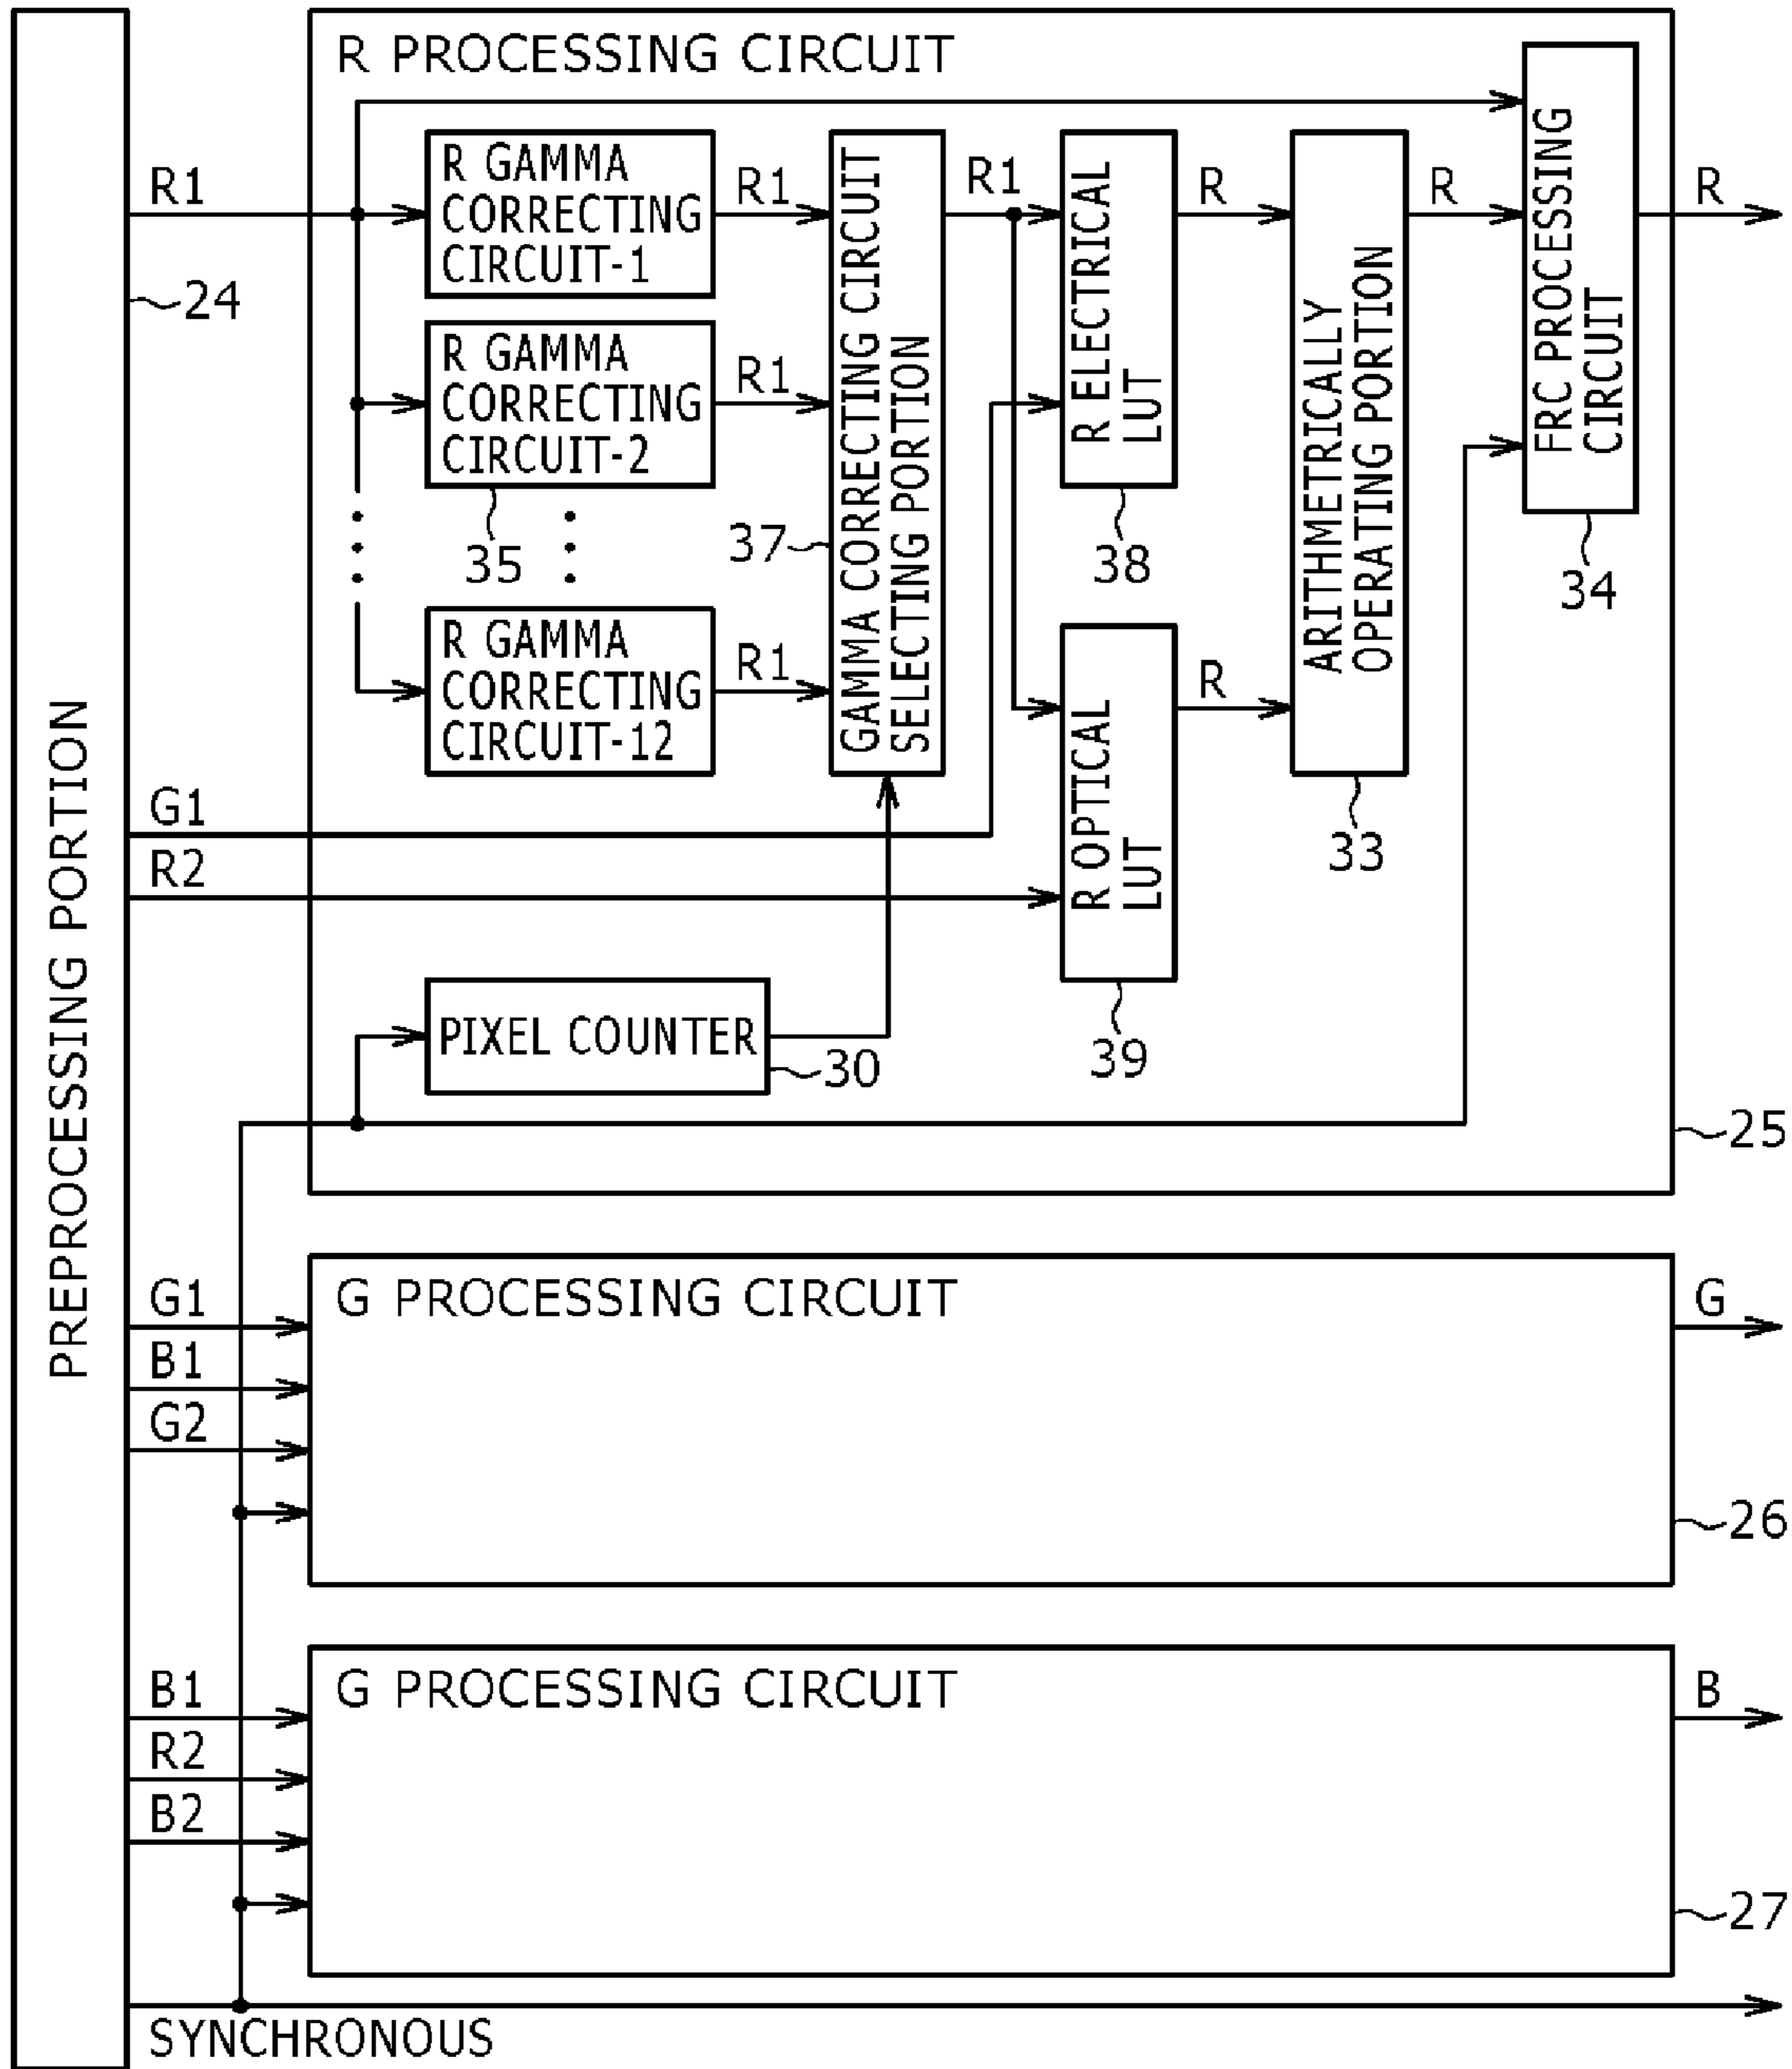 PREPROCESSING PORTION
24
R PROCESSING CIRCUIT
R1
R GAMMA
CORRECTING
CIRCUIT-1
R1
R GAMMA
CORRECTING
CIRCUIT-2
R1
35
R GAMMA
CORRECTING
CIRCUIT-12
R1
GAMMA CORRECTING CIRCUIT
SELECTING PORTION
37
R1
R ELECTRICAL
LUT
38
R
R OPTICAL
LUT
39
R
ARITHMETRICALLY
OPERATING PORTION
33
R
FRC PROCESSING
CIRCUIT
34
R
G1
R2
PIXEL COUNTER
30
25
G PROCESSING CIRCUIT
G1
B1
G2
G
26
G PROCESSING CIRCUIT
B1
R2
B2
B
27
SYNCHRONOUS